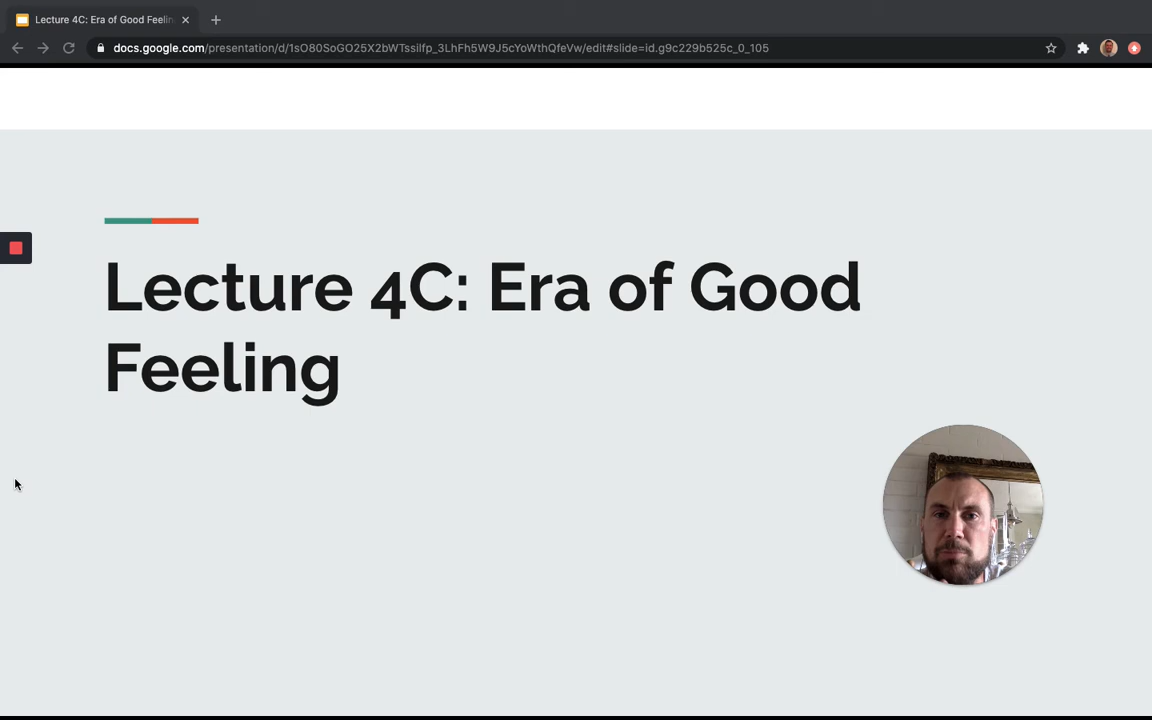 Lecture 4C: Era of Good Feelin
docs.google.com/presentation/d/1sO80SoGO25X2bWTssilfp_3LhFh5W9J5cYoWthQfeVw/edit#slide=id.g9c229b525c_0_105
Lecture 4C: Era of Good
Feeling